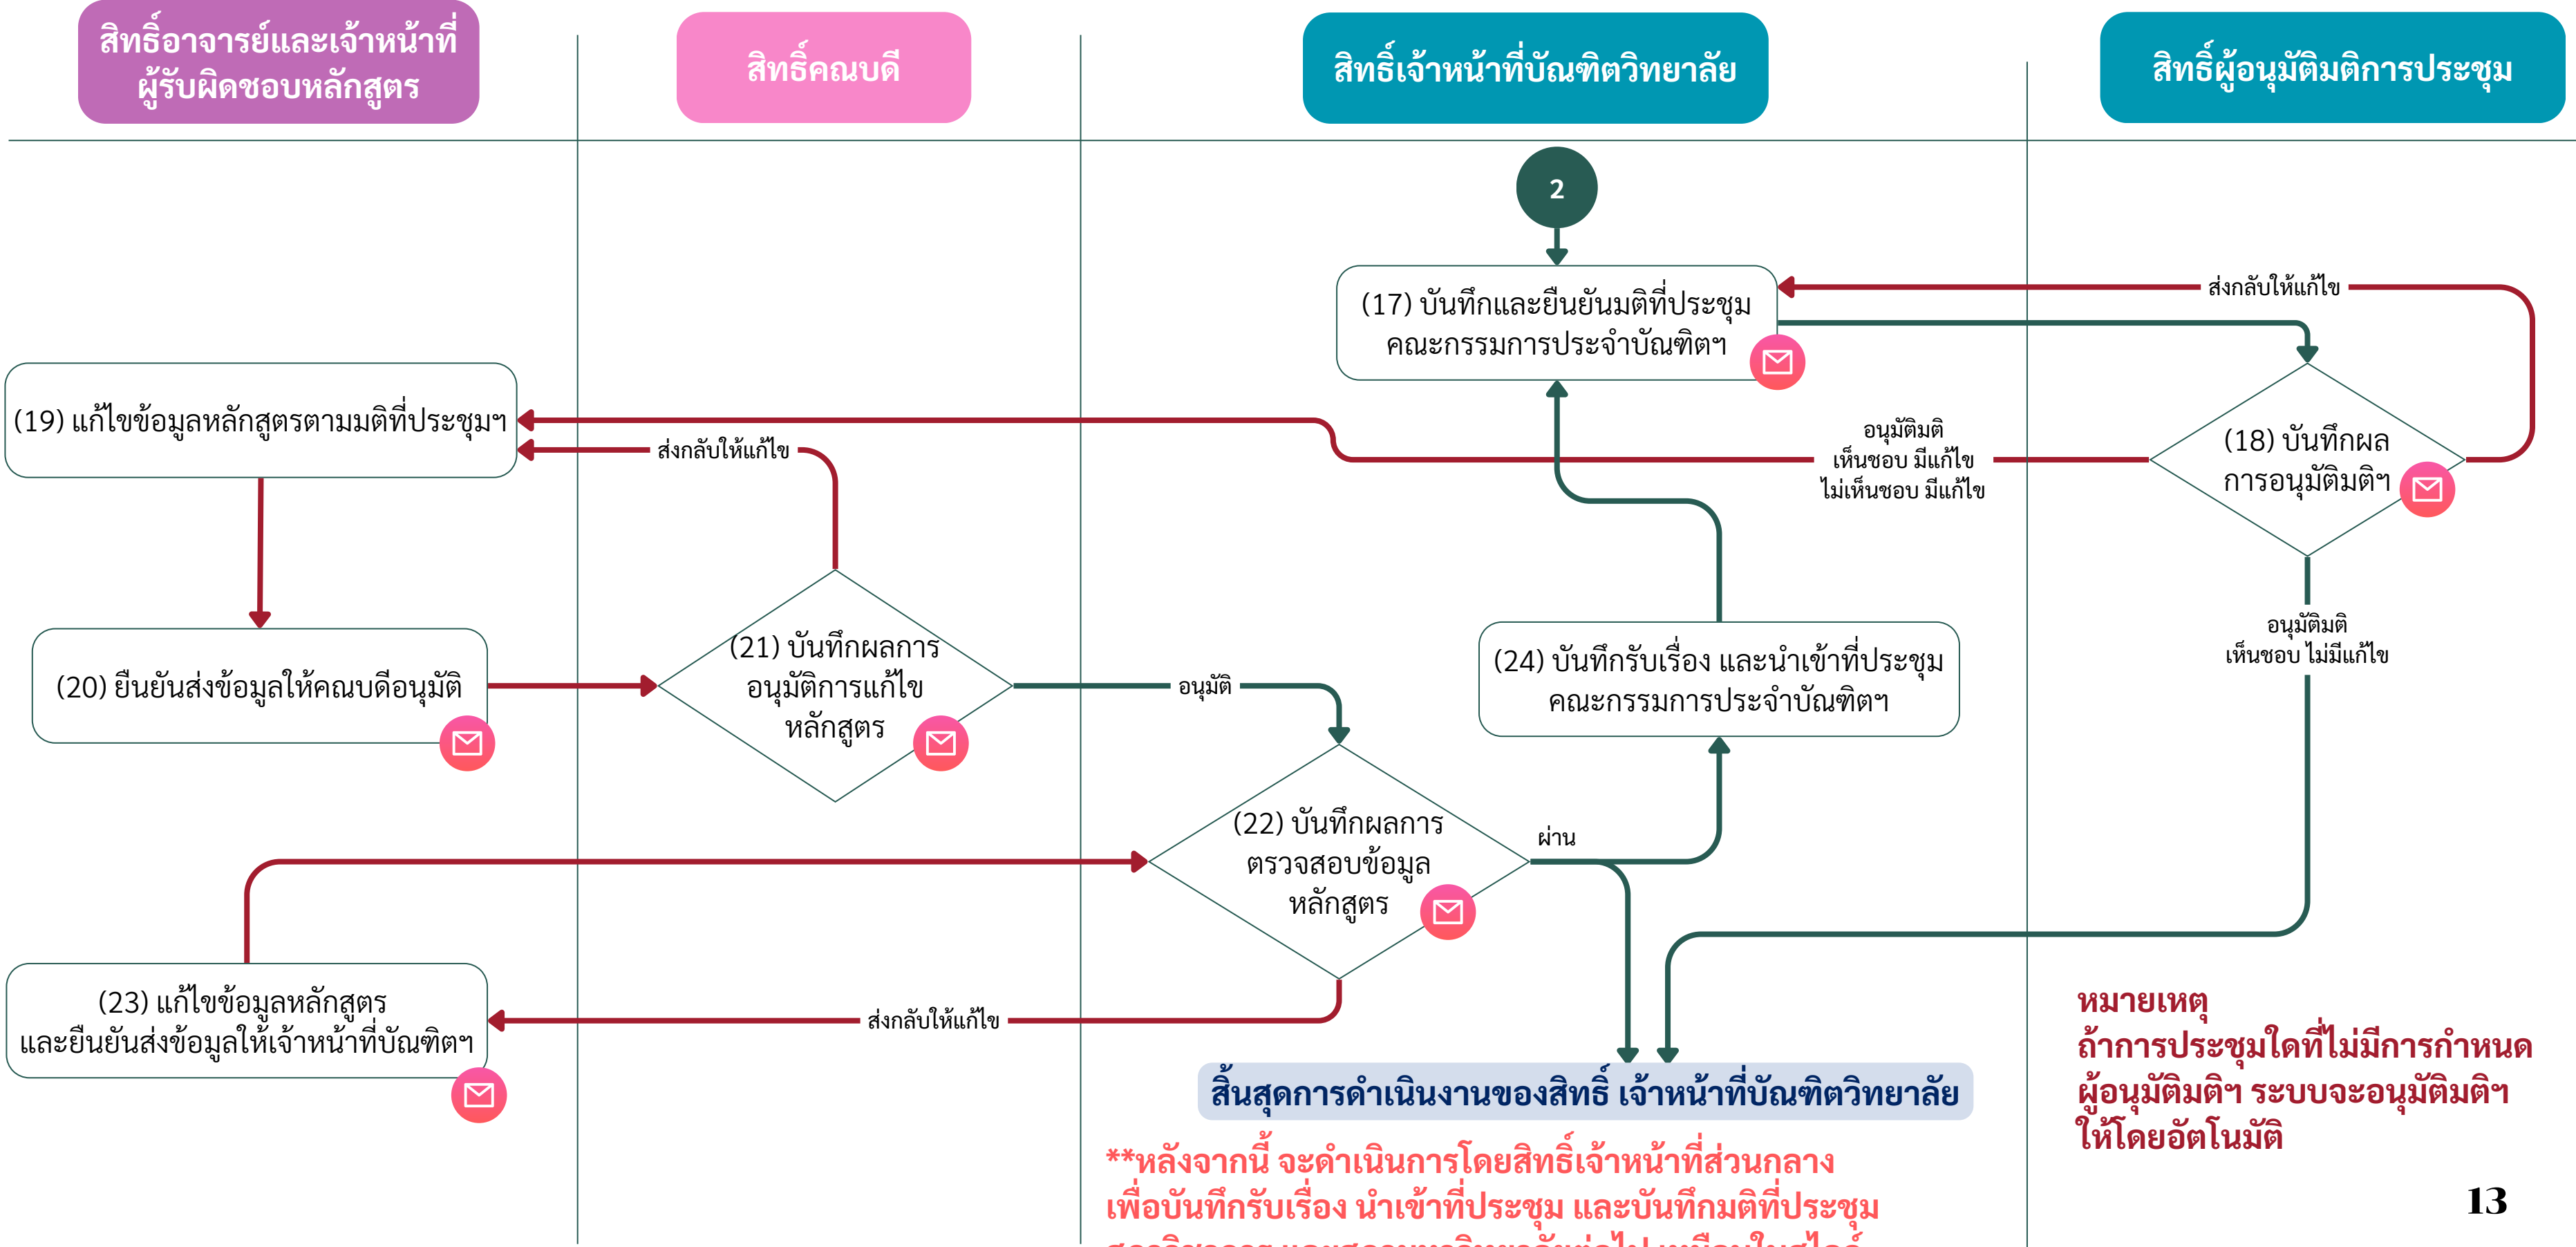 สิทธิ์อาจารย์และเจ้าหน้าที่
ผู้รับผิดชอบหลักสูตร
สิทธิ์คณบดี
สิทธิ์เจ้าหน้าที่บัณฑิตวิทยาลัย
สิทธิ์ผู้อนุมัติมติการประชุม
2
(17) บันทึกและยืนยันมติที่ประชุม
คณะกรรมการประจำบัณฑิตฯ
ส่งกลับให้แก้ไข
(19) แก้ไขข้อมูลหลักสูตรตามมติที่ประชุมฯ
ส่งกลับให้แก้ไข
อนุมัติมติ
เห็นชอบ มีแก้ไข
ไม่เห็นชอบ มีแก้ไข
(18) บันทึกผล
การอนุมัติมติฯ
อนุมัติมติ
เห็นชอบ ไม่มีแก้ไข
(20) ยืนยันส่งข้อมูลให้คณบดีอนุมัติ
(21) บันทึกผลการ
อนุมัติการแก้ไข
หลักสูตร
อนุมัติ
(24) บันทึกรับเรื่อง และนำเข้าที่ประชุม
คณะกรรมการประจำบัณฑิตฯ
(22) บันทึกผลการ
ตรวจสอบข้อมูล
หลักสูตร
ผ่าน
(23) แก้ไขข้อมูลหลักสูตร
และยืนยันส่งข้อมูลให้เจ้าหน้าที่บัณฑิตฯ
ส่งกลับให้แก้ไข
สิ้นสุดการดำเนินงานของสิทธิ์ เจ้าหน้าที่บัณฑิตวิทยาลัย
**หลังจากนี้ จะดำเนินการโดยสิทธิ์เจ้าหน้าที่ส่วนกลาง
เพื่อบันทึกรับเรื่อง นำเข้าที่ประชุม และบันทึกมติที่ประชุม
หมายเหตุ
ถ้าการประชุมใดที่ไม่มีการกำหนด
ผู้อนุมัติมติฯ ระบบจะอนุมัติมติฯ
ให้โดยอัตโนมัติ
13